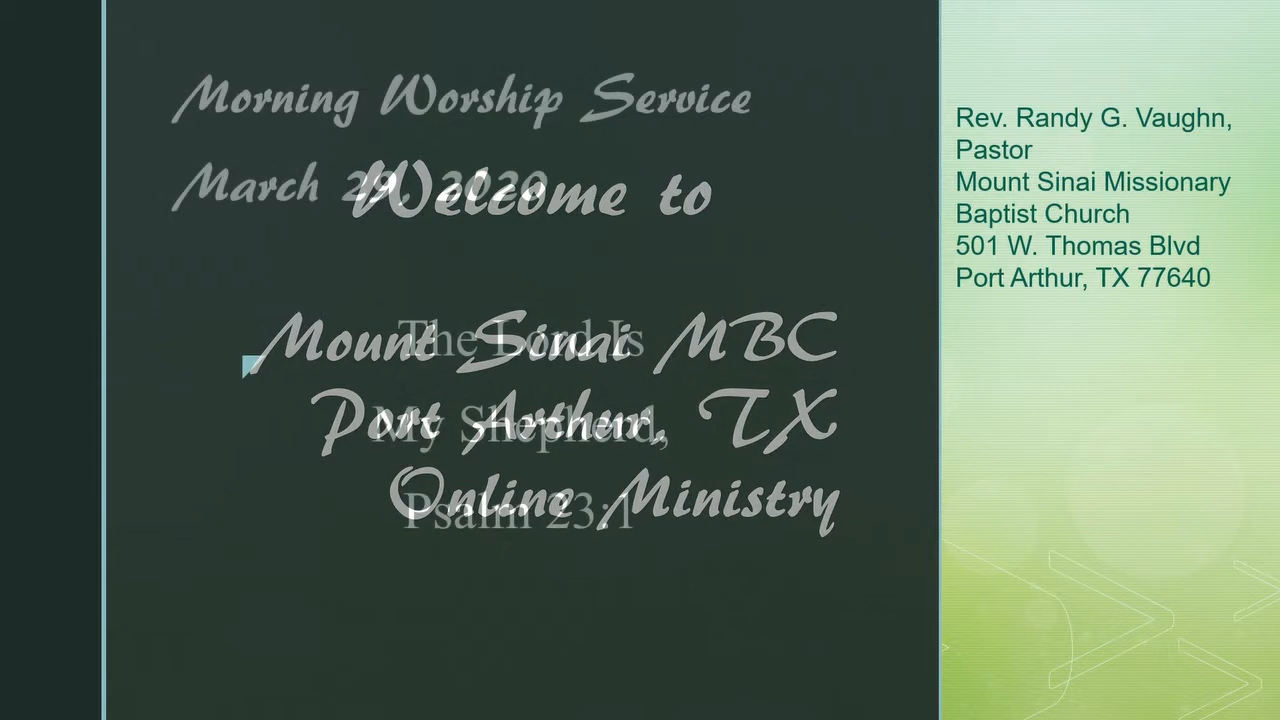 Morning Worship Service
March 29, 2020
Welcome to
Mount Sinai MBC
Port Arthur, TX
Online Ministry
The Lord Is
My Shepherd,
Psalm 23:1
Rev. Randy G. Vaughn,
Pastor
Mount Sinai Missionary
Baptist Church
501 W. Thomas Blvd
Port Arthur, TX 77640